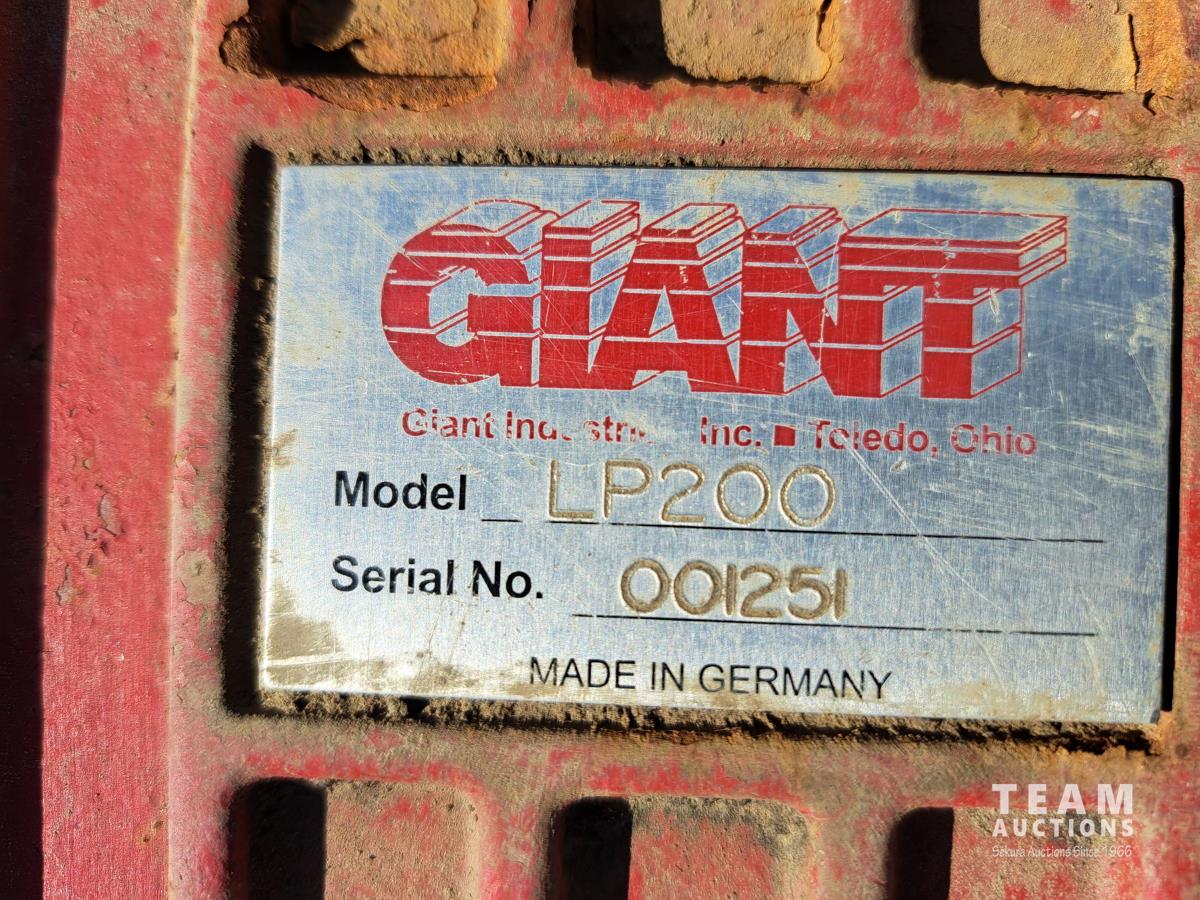 GIANT
Giant Industries Inc. ■ Toledo, Ohio
Model LP200
Serial No. 001251
MADE IN GERMANY
TEAM
AUCTIONS
Sekura Auctions Since 1966